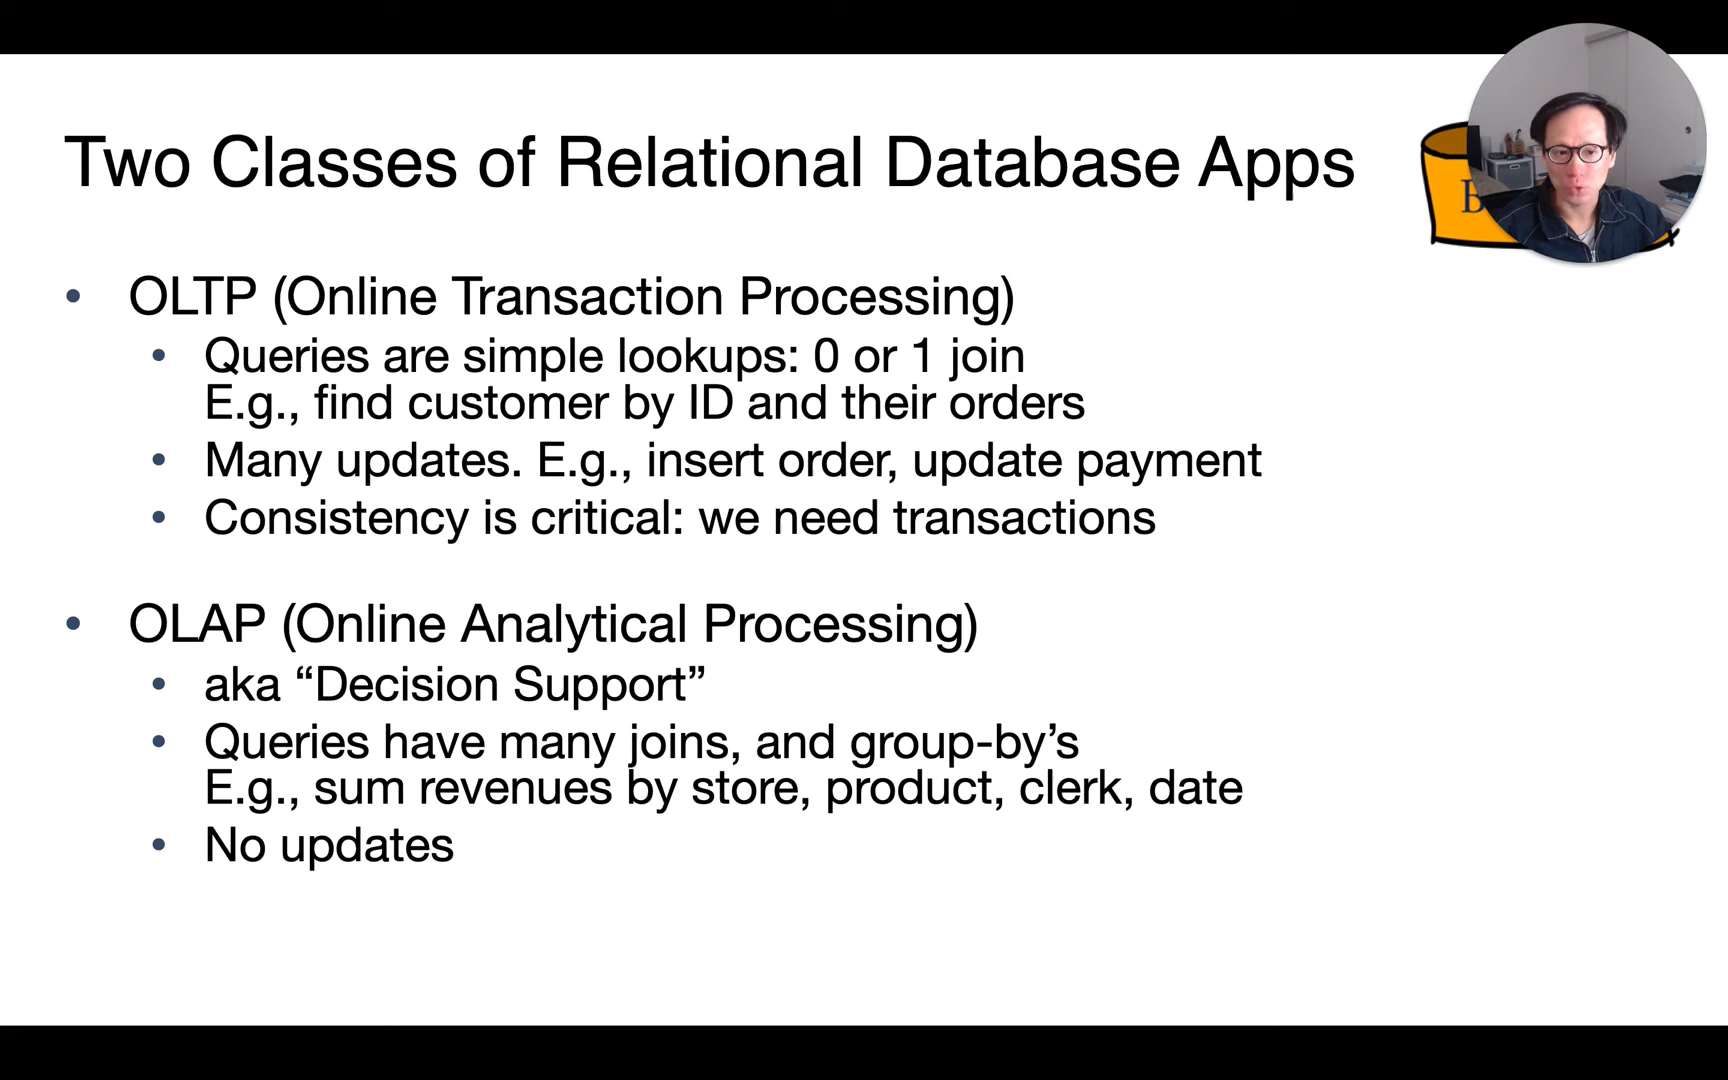 Two Classes of Relational Database Apps
• OLTP (Online Transaction Processing)
• Queries are simple lookups: 0 or 1 join
E.g., find customer by ID and their orders
• Many updates. E.g., insert order, update payment
• Consistency is critical: we need transactions
• OLAP (Online Analytical Processing)
• aka “Decision Support”
• Queries have many joins, and group-by’s
E.g., sum revenues by store, product, clerk, date
• No updates